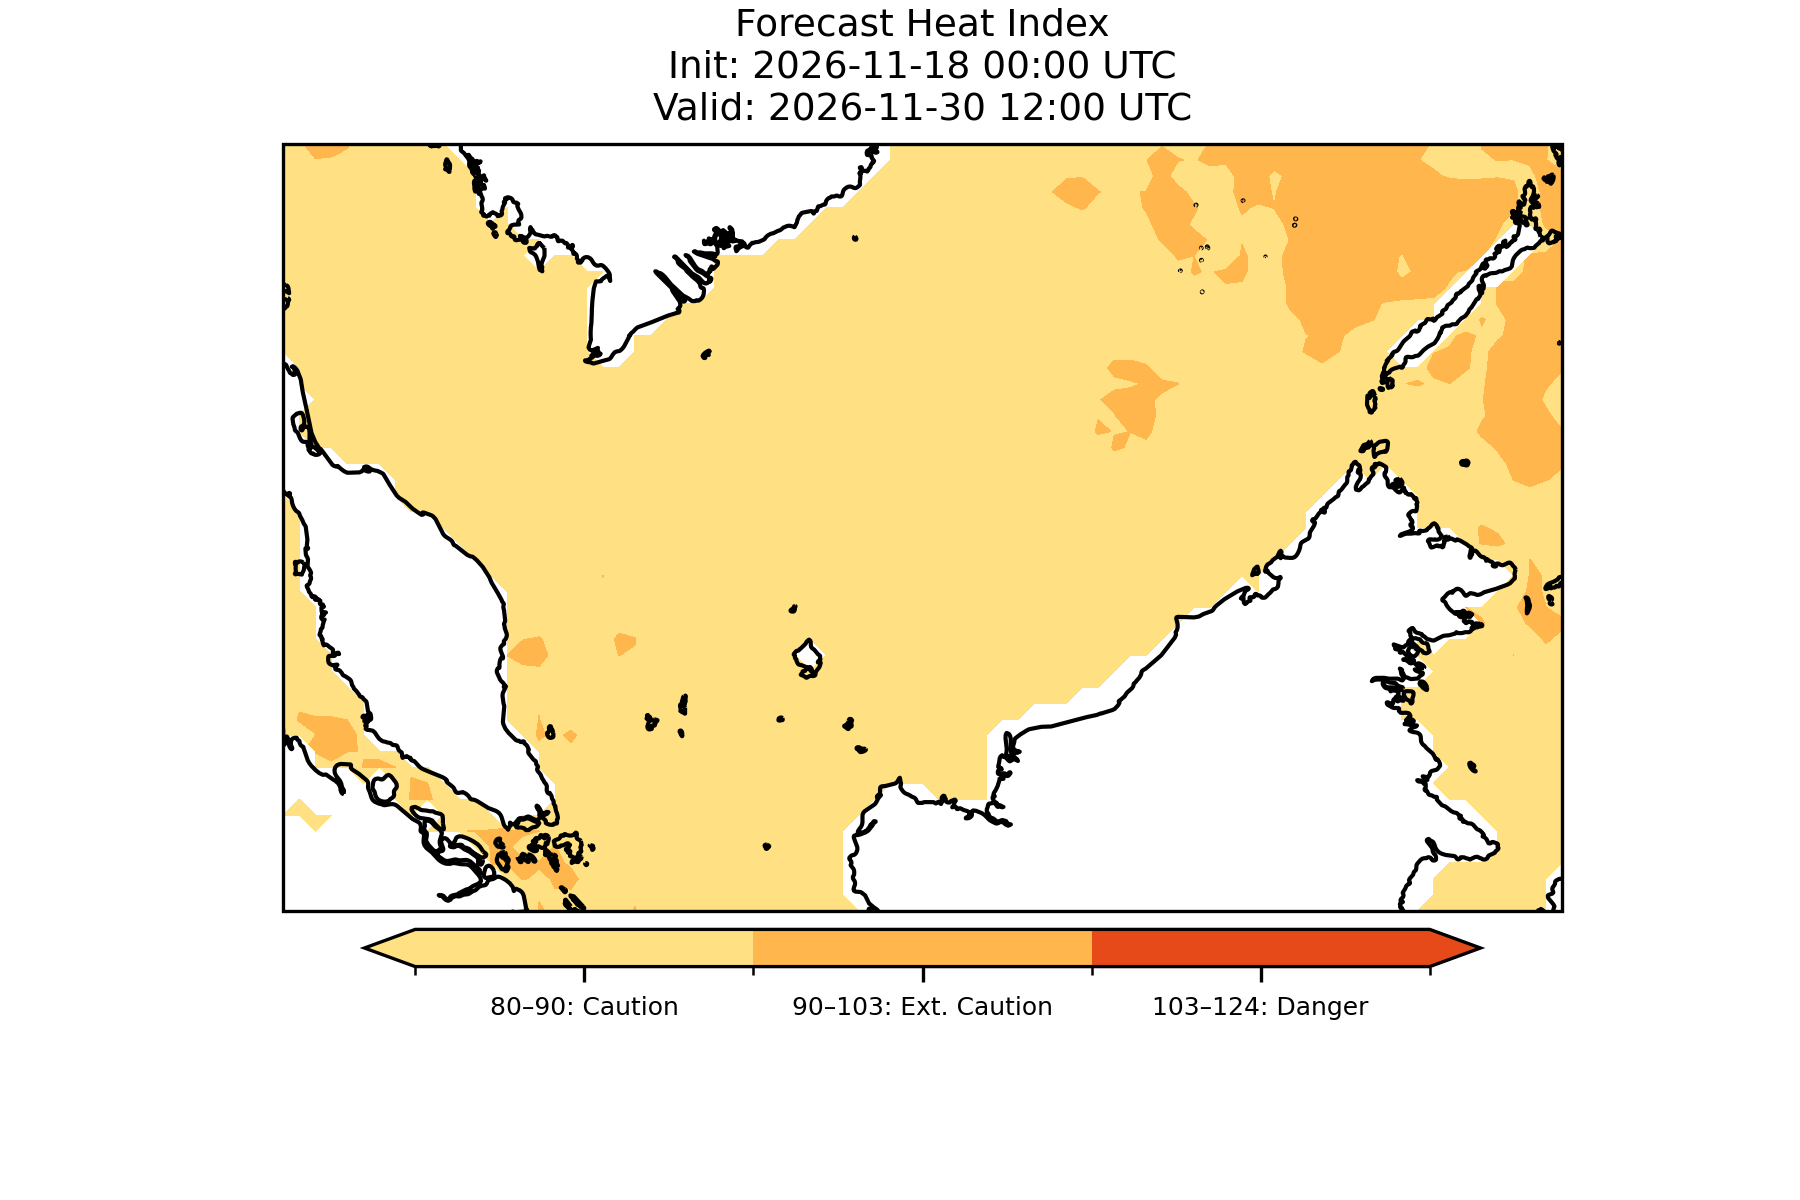 Forecast Heat Index
Init: 2026-11-18 00:00 UTC
Valid: 2026-11-30 12:00 UTC
80–90: Caution
90–103: Ext. Caution
103–124: Danger